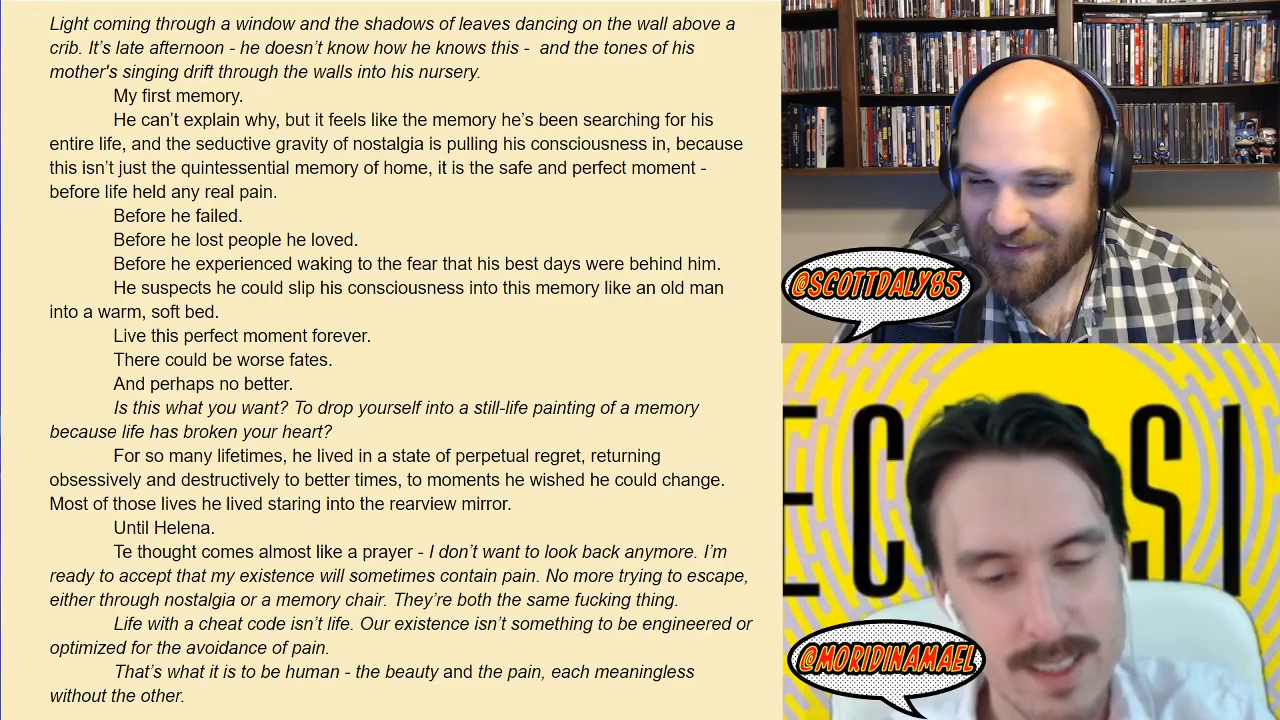 Light coming through a window and the shadows of leaves dancing on the wall above a
crib. It's late afternoon - he doesn't know how he knows this - and the tones of his
mother's singing drift through the walls into his nursery.
My first memory.
He can't explain why, but it feels like the memory he's been searching for his
entire life, and the seductive gravity of nostalgia is pulling his consciousness in, because
this isn't just the quintessential memory of home, it is the safe and perfect moment -
before life held any real pain.
Before he failed.
Before he lost people he loved.
Before he experienced waking to the fear that his best days were behind him.
He suspects he could slip his consciousness into this memory like an old man
into a warm, soft bed.
Live this perfect moment forever.
There could be worse fates.
And perhaps no better.
Is this what you want? To drop yourself into a still-life painting of a memory
because life has broken your heart?
For so many lifetimes, he lived in a state of perpetual regret, returning
obsessively and destructively to better times, to moments he wished he could change.
Most of those lives he lived staring into the rearview mirror.
Until Helena.
Te thought comes almost like a prayer - I don't want to look back anymore. I'm
ready to accept that my existence will sometimes contain pain. No more trying to escape,
either through nostalgia or a memory chair. They're both the same fucking thing.
Life with a cheat code isn't life. Our existence isn't something to be engineered or
optimized for the avoidance of pain.
That's what it is to be human - the beauty and the pain, each meaningless
without the other.
@SCOTTDALY85
@MORIDINAMAEL